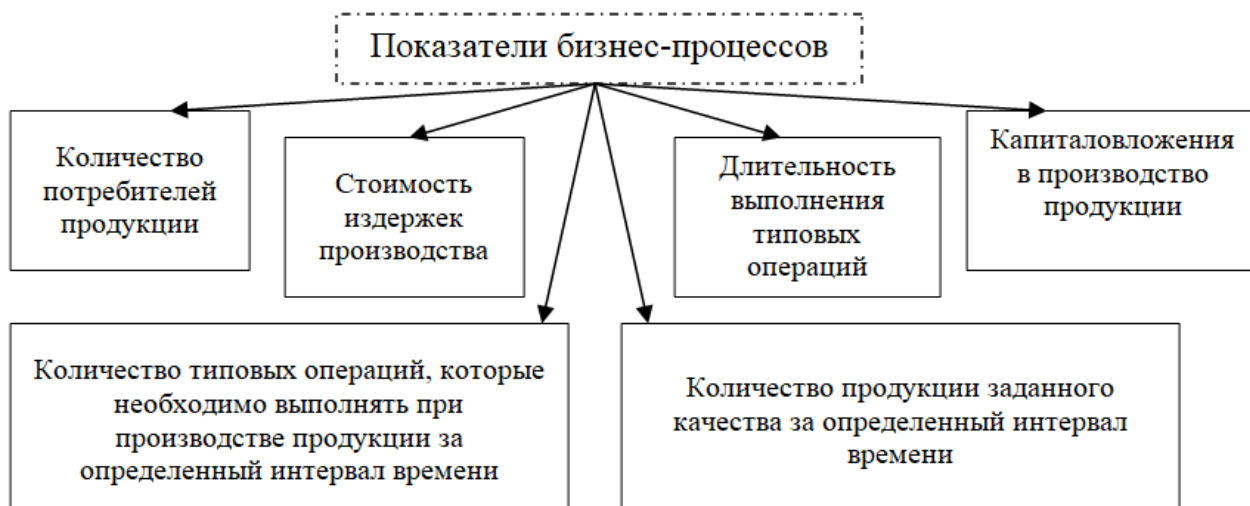 Показатели бизнес-процессов
Количество
потребителей
продукции
Стоимость
издержек
производства
Длительность
выполнения
типовых
операций
Капиталовложения
в производство
продукции
Количество типовых операций, которые
необходимо выполнять при
производстве продукции за
определенный интервал времени
Количество продукции заданного
качества за определенный интервал
времени